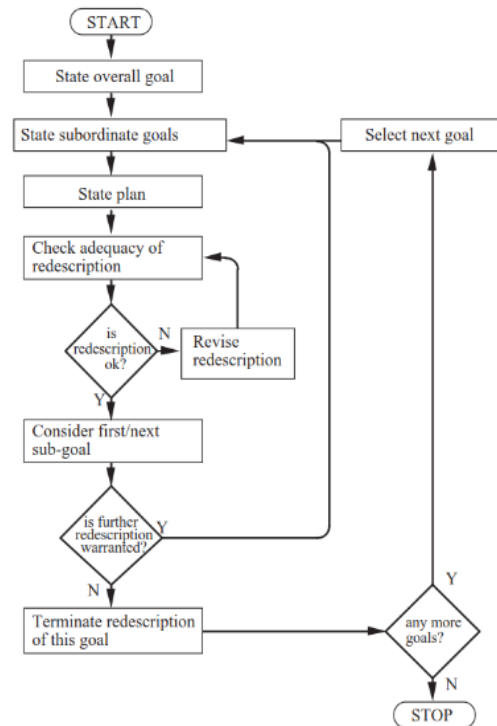 START
State overall goal
State subordinate goals
Select next goal
State plan
Check adequacy of
redescription
is
redescription
ok?
N
Revise
redescription
Y
Consider first/next
sub-goal
is further
redescription
warranted?
Y
N
Terminate redescription
of this goal
any more
goals?
Y
N
STOP